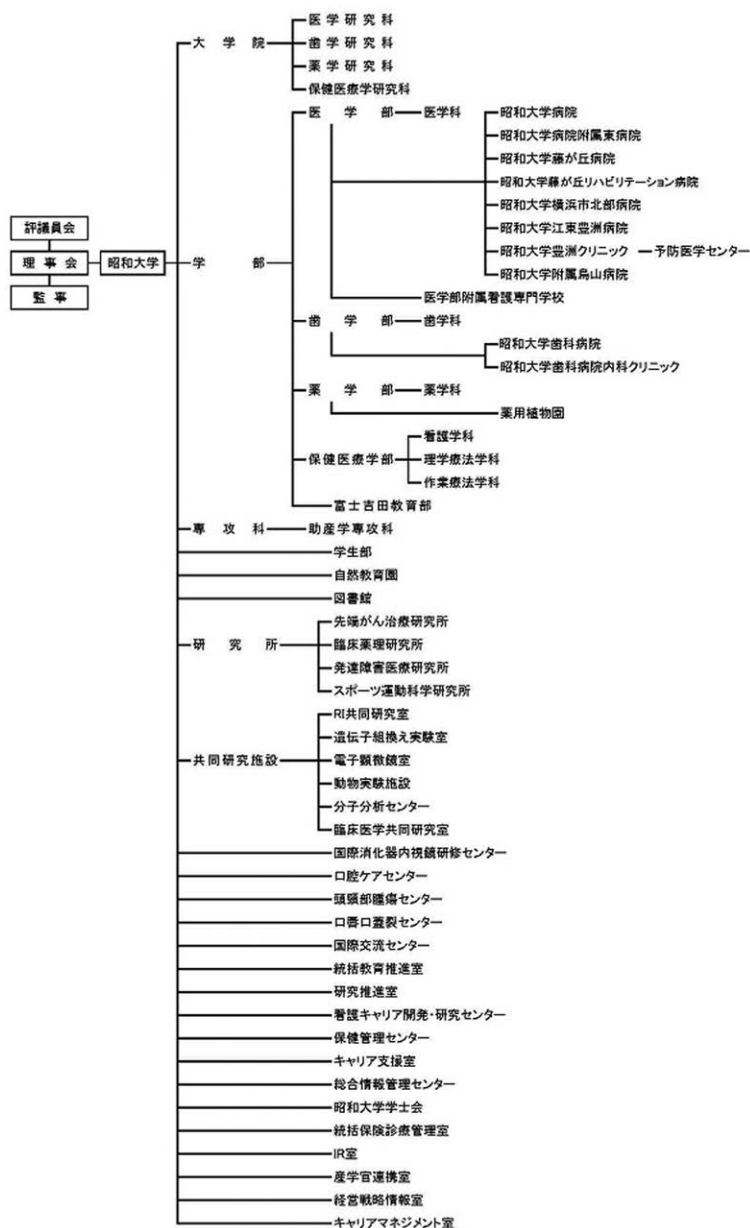 医学研究科
大学院
歯学研究科
薬学研究科
保健医療学研究科
医学部 医学科 昭和大学病院
昭和大学病院附属東病院
昭和大学藤が丘病院
昭和大学藤が丘リハビリテーション病院
昭和大学横浜市北部病院
評議員会
昭和大学江東豊洲病院
理事会 昭和大学 学部 昭和大学豊洲クリニック 予防医学センター
昭和大学附属烏山病院
監事
医学部附属看護専門学校
歯学部 歯学科
昭和大学歯科病院
昭和大学歯科病院内科クリニック
薬学部 薬学科
薬用植物園
看護学科
保健医療学部 理学療法学科
作業療法学科
富士吉田教育部
専攻科 助産学専攻科
学生部
自然教育園
図書館
先端がん治療研究所
研究所 臨床薬理研究所
発達障害医療研究所
スポーツ運動科学研究所
RI共同研究室
遺伝子組換え実験室
共同研究施設 電子顕微鏡室
動物実験施設
分子分析センター
臨床医学共同研究室
国際消化器内視鏡研修センター
口腔ケアセンター
頭頸部腫瘍センター
口唇口蓋裂センター
国際交流センター
統括教育推進室
研究推進室
看護キャリア開発・研究センター
保健管理センター
キャリア支援室
総合情報管理センター
昭和大学学士会
統括保険診療管理室
IR室
産学官連携室
経営戦略情報室
キャリアマネジメント室